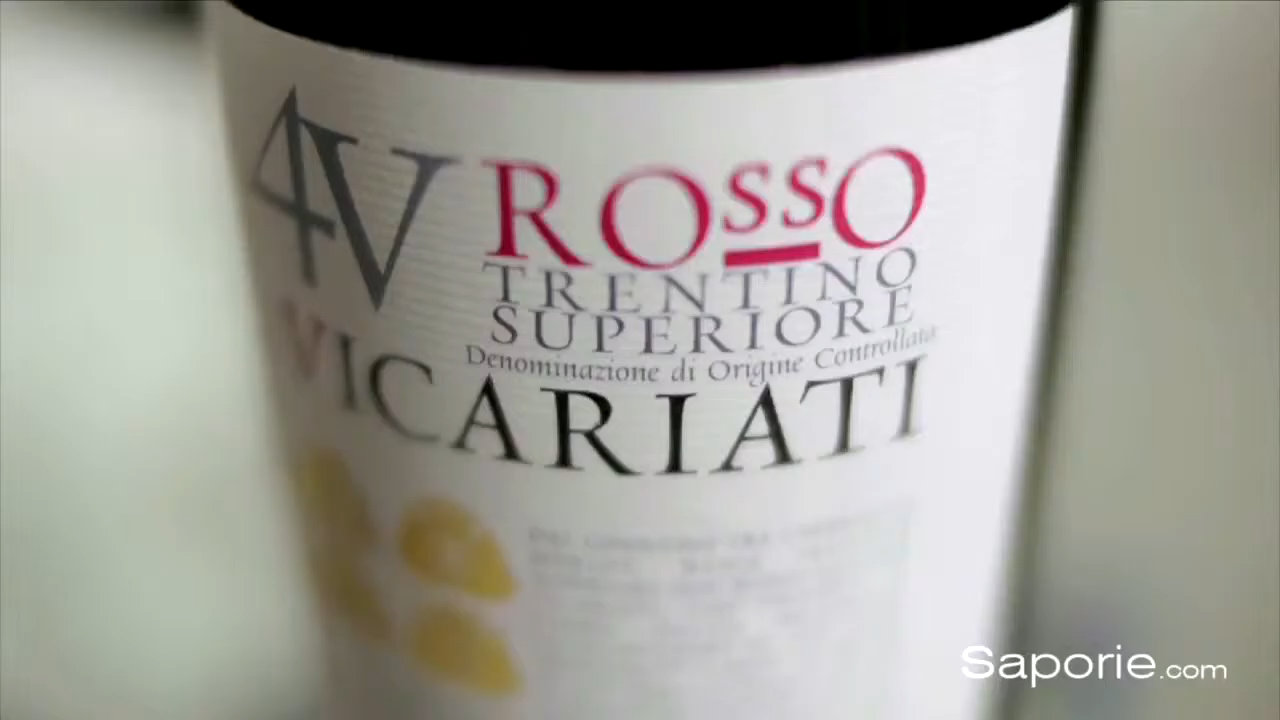 4V ROSSO
TRENTINO
SUPERIORE
Denominazione di Origine Controllata
VICARIATI
Saporie.com